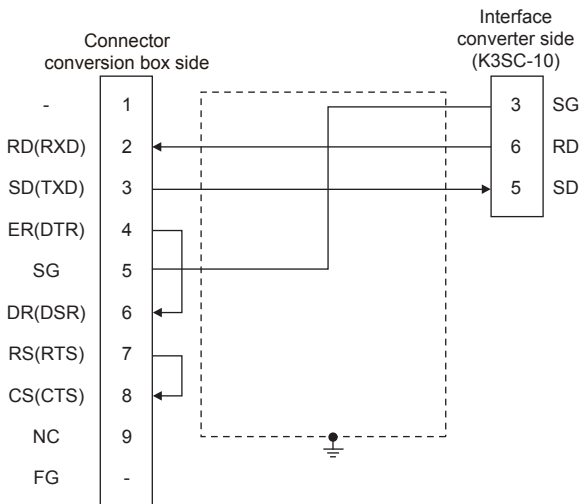 Interface
converter side
(K3SC-10)
Connector
conversion box side
- 1
3 SG
RD(RXD) 2
6 RD
SD(TXD) 3
5 SD
ER(DTR) 4
SG 5
DR(DSR) 6
RS(RTS) 7
CS(CTS) 8
NC 9
FG -